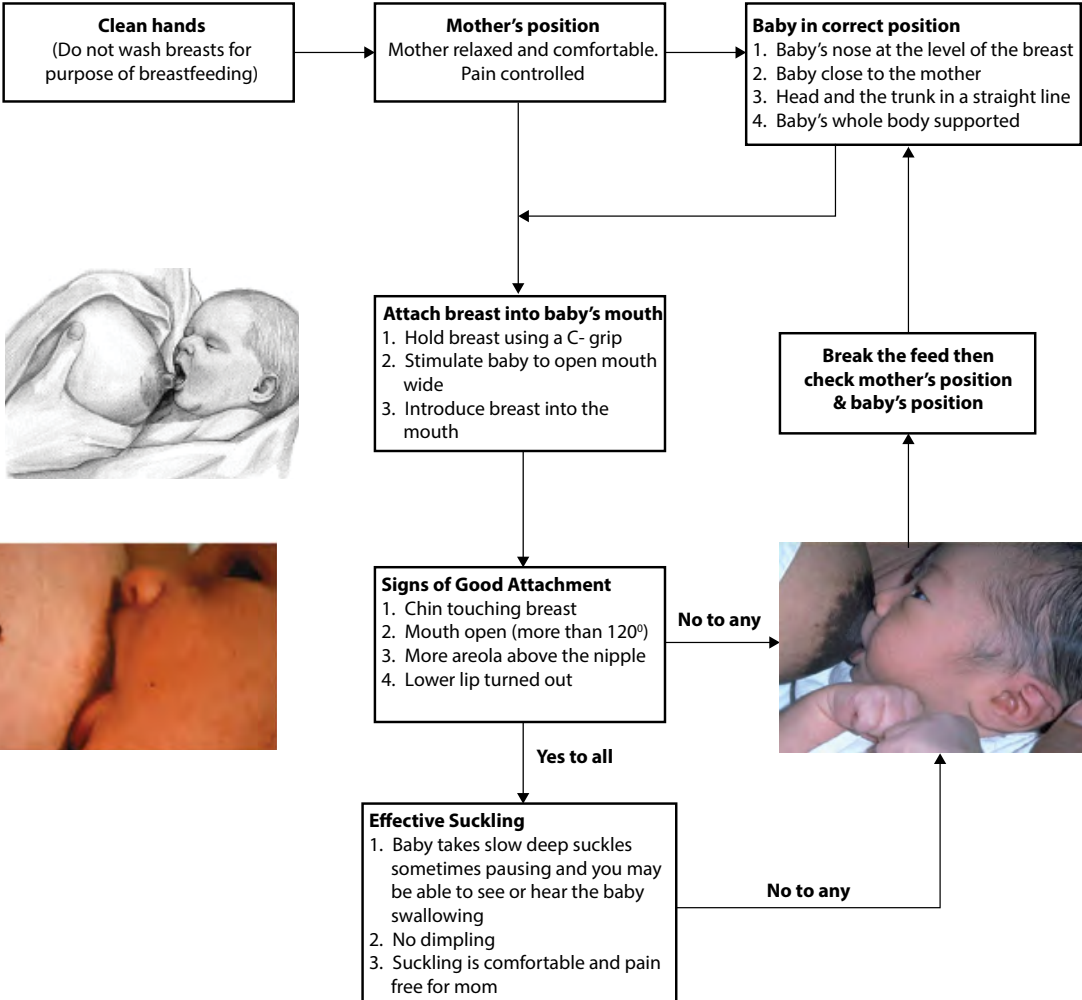 Clean hands
(Do not wash breasts for
purpose of breastfeeding)
Mother’s position
Mother relaxed and comfortable.
Pain controlled
Baby in correct position
1. Baby’s nose at the level of the breast
2. Baby close to the mother
3. Head and the trunk in a straight line
4. Baby’s whole body supported
Attach breast into baby’s mouth
1. Hold breast using a C- grip
2. Stimulate baby to open mouth
wide
3. Introduce breast into the
mouth
Break the feed then
check mother’s position
& baby’s position
Signs of Good Attachment
1. Chin touching breast
2. Mouth open (more than 120⁰)
3. More areola above the nipple
4. Lower lip turned out
No to any
Yes to all
Effective Suckling
1. Baby takes slow deep suckles
sometimes pausing and you may
be able to see or hear the baby
swallowing
2. No dimpling
3. Suckling is comfortable and pain
free for mom
No to any